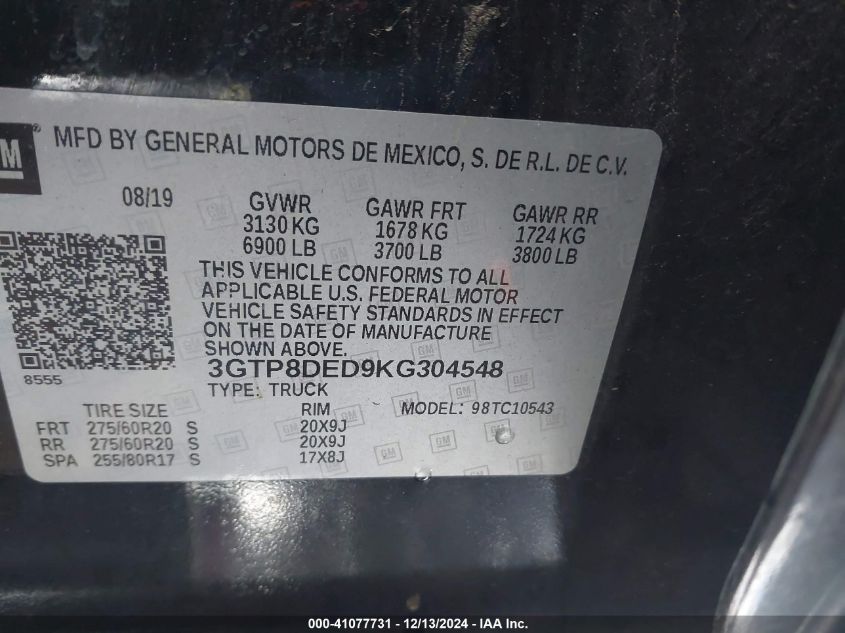 GM ®
MFD BY GENERAL MOTORS DE MEXICO, S. DE R.L. DE C.V.
08/19 GVWR GAWR FRT GAWR RR
3130 KG 1678 KG 1724 KG
6900 LB 3700 LB 3800 LB
THIS VEHICLE CONFORMS TO ALL
APPLICABLE U.S. FEDERAL MOTOR
VEHICLE SAFETY STANDARDS IN EFFECT
ON THE DATE OF MANUFACTURE
SHOWN ABOVE.
3GTP8DED9KG304548
8555
TYPE: TRUCK
TIRE SIZE RIM MODEL: 98TC10543
FRT 275/60R20 S 20X9J
RR 275/60R20 S 20X9J
SPA 255/80R17 S 17X8J
000-41077731 - 12/13/2024 - IAA Inc.